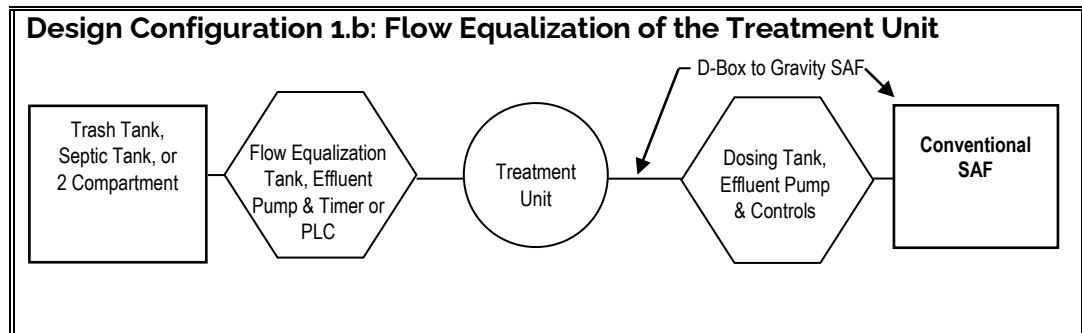 Design Configuration 1.b: Flow Equalization of the Treatment Unit
D-Box to Gravity SAF
Trash Tank,
Septic Tank, or
2 Compartment
Flow Equalization
Tank, Effluent
Pump & Timer or
PLC
Treatment
Unit
Dosing Tank,
Effluent Pump
& Controls
Conventional
SAF